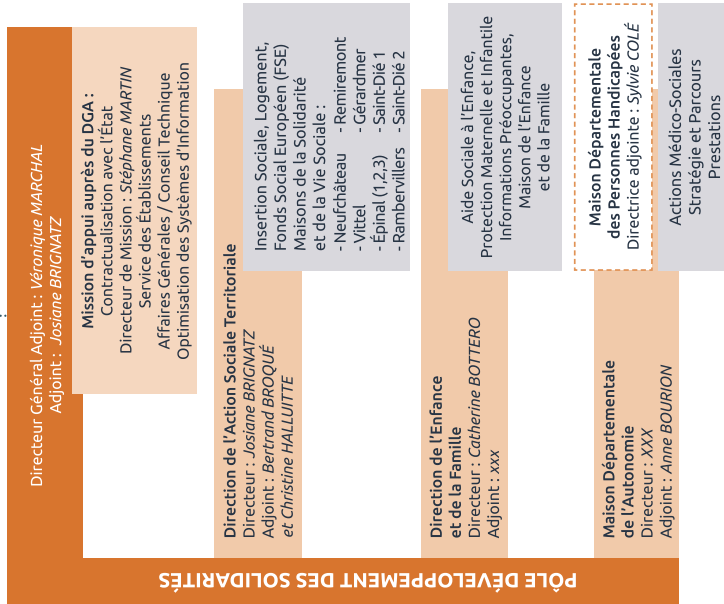 PÔLE DÉVELOPPEMENT DES SOLIDARITÉS
Directeur Général Adjoint : Véronique MARCHAL
Adjoint : Josiane BRIGNATZ
Mission d'appui auprès du DGA :
Contractualisation avec l'État
Directeur de Mission : Stéphane MARTIN
Service des Établissements
Affaires Générales / Conseil Technique
Optimisation des Systèmes d'Information
Direction de l'Action Sociale Territoriale
Directeur : Josiane BRIGNATZ
Adjoint : Bertrand BROQUÉ
et Christine HALLUITTE
Insertion Sociale, Logement,
Fonds Social Européen (FSE)
Maisons de la Solidarité
et de la Vie Sociale :
- Neufchâteau - Remiremont
- Vittel - Gérardmer
- Épinal (1,2,3) - Saint-Dié 1
- Rambervillers - Saint-Dié 2
Direction de l'Enfance
et de la Famille
Directeur : Catherine BOTTERO
Adjoint : xxx
Aide Sociale à l'Enfance,
Protection Maternelle et Infantile
Informations Préoccupantes,
Maison de l'Enfance
et de la Famille
Maison Départementale
de l'Autonomie
Directeur : XXX
Adjoint : Anne BOURION
Maison Départementale
des Personnes Handicapées
Directrice adjointe : Sylvie COLÉ
Actions Médico-Sociales
Stratégie et Parcours
Prestations